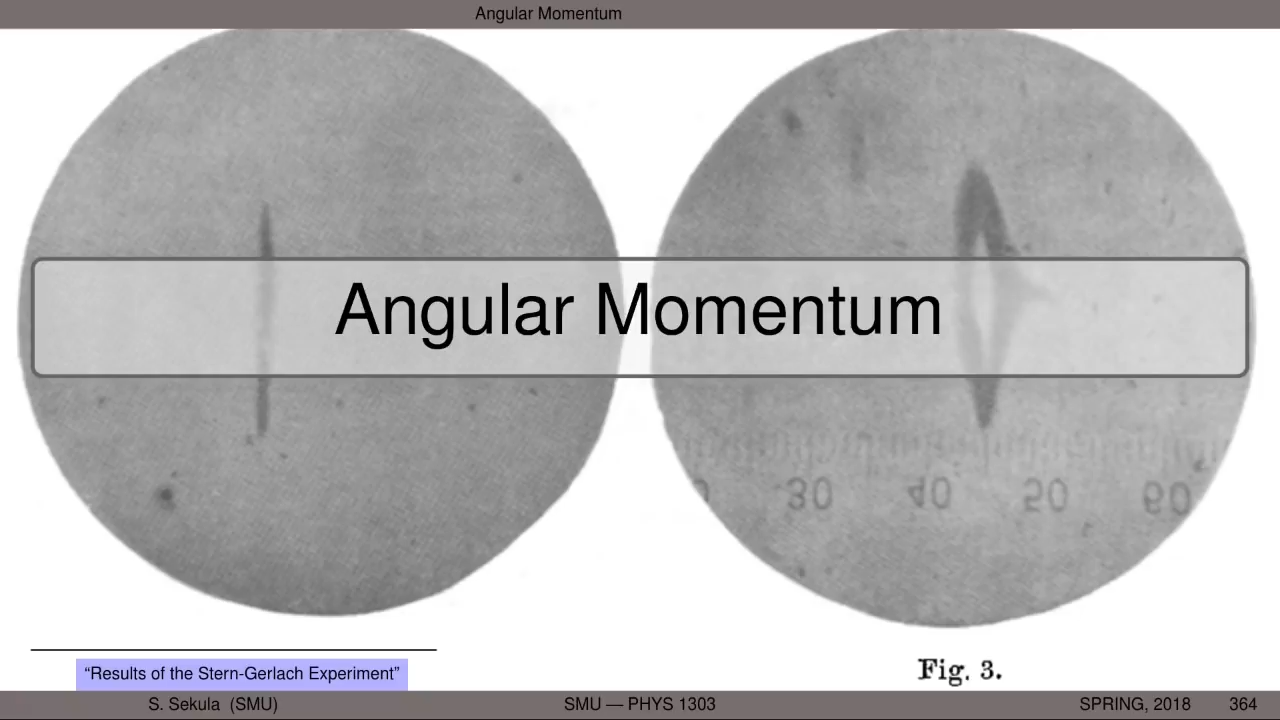 Angular Momentum
Angular Momentum
30 40 50 60
“Results of the Stern-Gerlach Experiment”
Fig. 3.
S. Sekula (SMU) SMU — PHYS 1303 SPRING, 2018 364